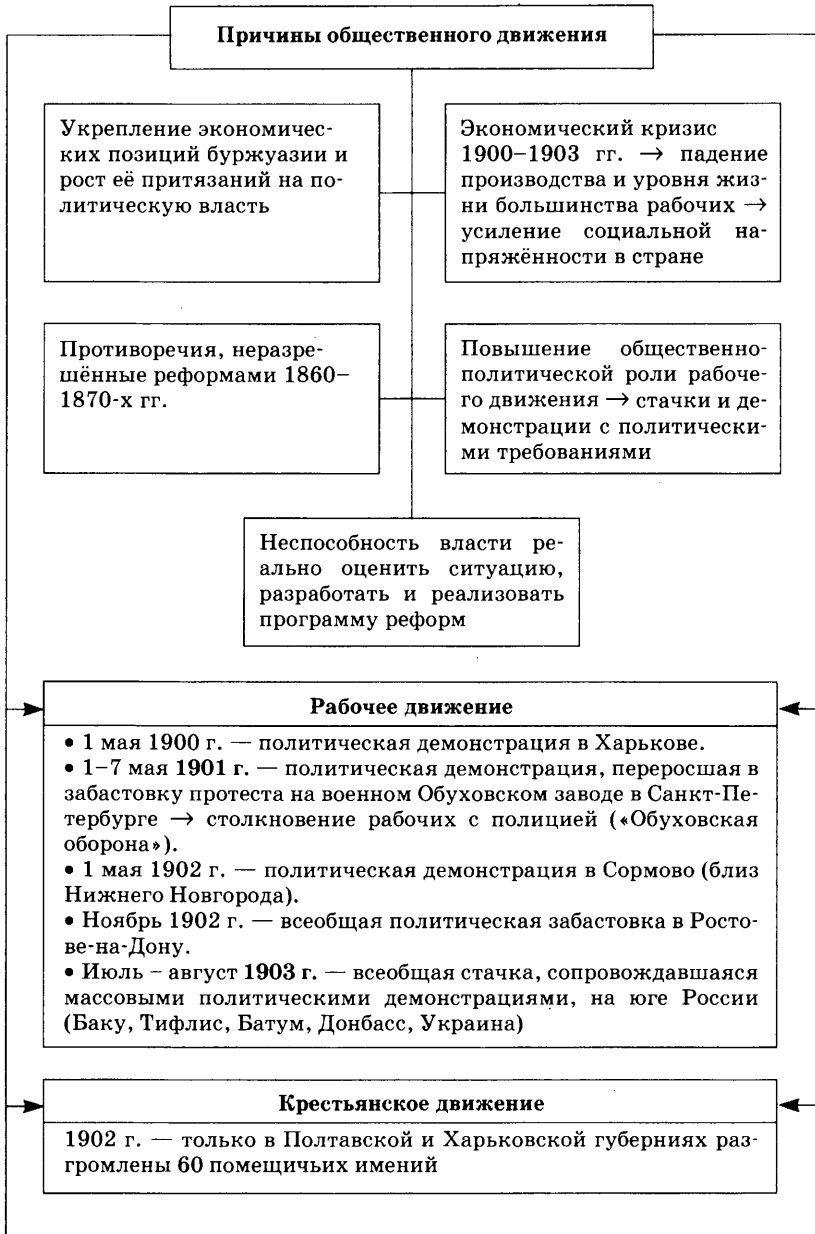 Причины общественного движения
Укрепление экономичес-
ких позиций буржуазии и
рост её притязаний на по-
литическую власть
Экономический кризис
1900–1903 гг. → падение
производства и уровня жиз-
ни большинства рабочих →
усиление социальной на-
пряжённости в стране
Противоречия, неразре-
шённые реформами 1860–
1870-х гг.
Повышение общественно-
политической роли рабоче-
го движения → стачки и де-
монстрации с политически-
ми требованиями
Неспособность власти ре-
ально оценить ситуацию,
разработать и реализовать
программу реформ
Рабочее движение
• 1 мая 1900 г. — политическая демонстрация в Харькове.
• 1–7 мая 1901 г. — политическая демонстрация, переросшая в
забастовку протеста на военном Обуховском заводе в Санкт-Пе-
тербурге → столкновение рабочих с полицией («Обуховская
оборона»).
• 1 мая 1902 г. — политическая демонстрация в Сормово (близ
Нижнего Новгорода).
• Ноябрь 1902 г. — всеобщая политическая забастовка в Росто-
ве-на-Дону.
• Июль – август 1903 г. — всеобщая стачка, сопровождавшаяся
массовыми политическими демонстрациями, на юге России
(Баку, Тифлис, Батум, Донбасс, Украина)
Крестьянское движение
1902 г. — только в Полтавской и Харьковской губерниях раз-
громлены 60 помещичьих имений